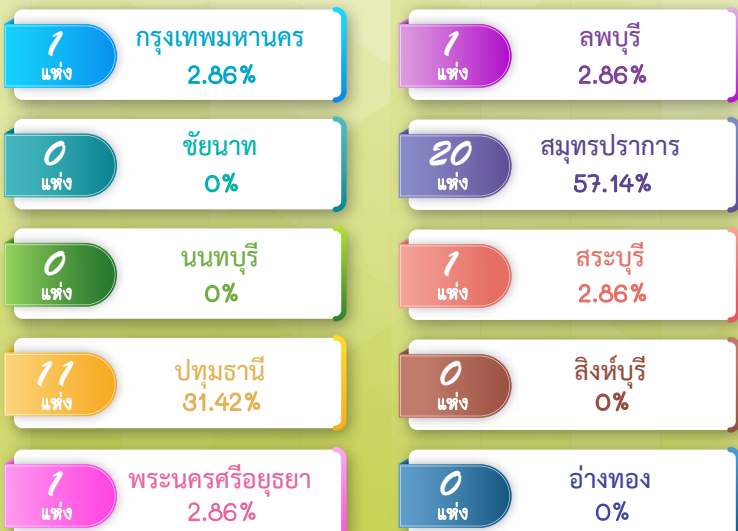 1
แห่ง
กรุงเทพมหานคร
2.86%
1
แห่ง
ลพบุรี
2.86%
0
แห่ง
ชัยนาท
0%
20
แห่ง
สมุทรปราการ
57.14%
0
แห่ง
นนทบุรี
0%
1
แห่ง
สระบุรี
2.86%
11
แห่ง
ปทุมธานี
31.42%
0
แห่ง
สิงห์บุรี
0%
1
แห่ง
พระนครศรีอยุธยา
2.86%
0
แห่ง
อ่างทอง
0%